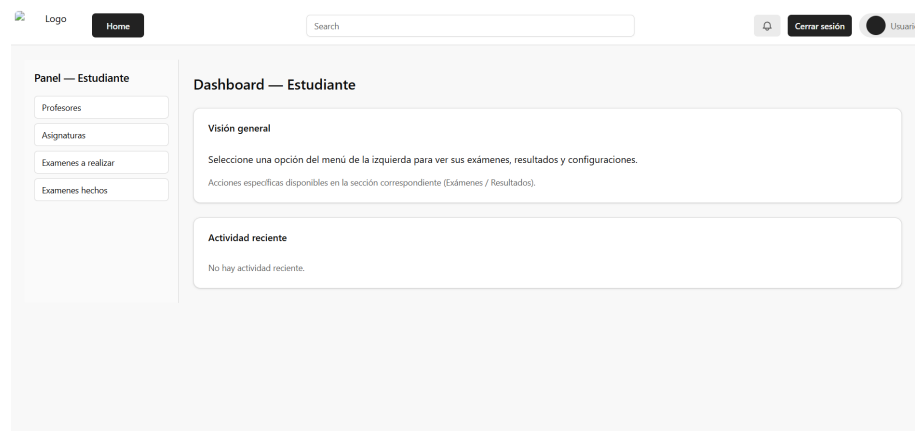 Logo
Home
Search
Cerrar sesión
Panel — Estudiante
Profesores
Asignaturas
Examenes a realizar
Examenes hechos
Dashboard — Estudiante
Visión general
Seleccione una opción del menú de la izquierda para ver sus exámenes, resultados y configuraciones.
Acciones específicas disponibles en la sección correspondiente (Exámenes / Resultados).
Actividad reciente
No hay actividad reciente.